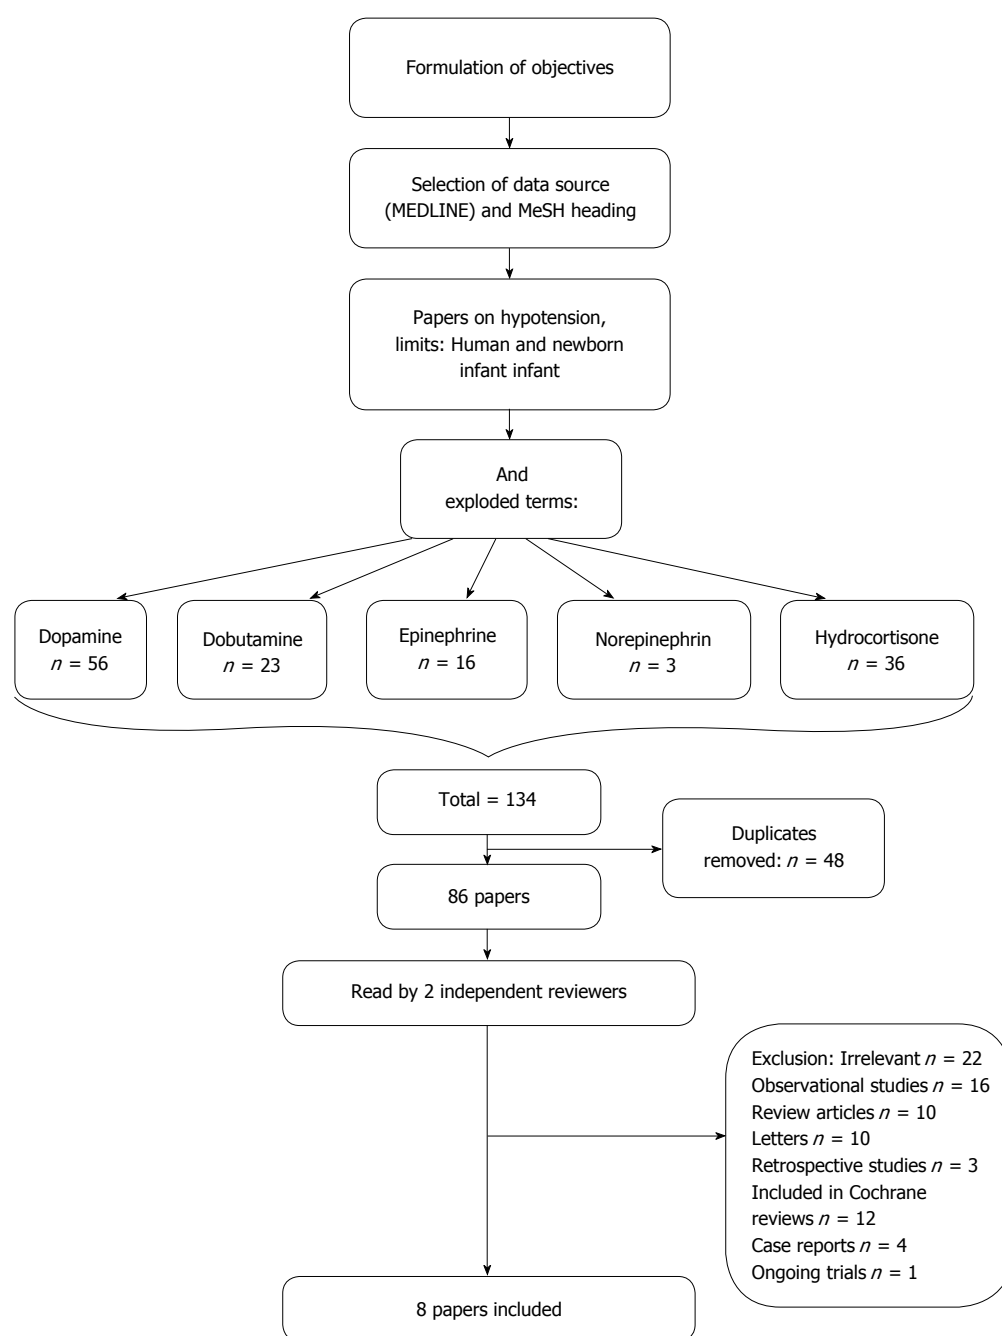 Formulation of objectives
Selection of data source
(MEDLINE) and MeSH heading
Papers on hypotension,
limits: Human and newborn
infant infant
And
exploded terms:
Dopamine
n = 56
Dobutamine
n = 23
Epinephrine
n = 16
Norepinephrin
n = 3
Hydrocortisone
n = 36
Total = 134
Duplicates
removed: n = 48
86 papers
Read by 2 independent reviewers
Exclusion: Irrelevant n = 22
Observational studies n = 16
Review articles n = 10
Letters n = 10
Retrospective studies n = 3
Included in Cochrane
reviews n = 12
Case reports n = 4
Ongoing trials n = 1
8 papers included